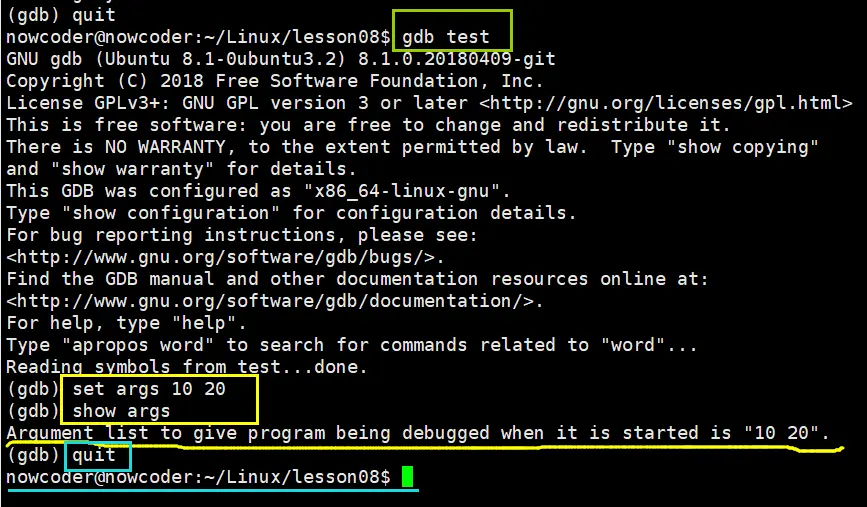 (gdb) quit
nowcoder@nowcoder:~/Linux/lesson08$ gdb test
GNU gdb (Ubuntu 8.1-0ubuntu3.2) 8.1.0.20180409-git
Copyright (C) 2018 Free Software Foundation, Inc.
License GPLv3+: GNU GPL version 3 or later <http://gnu.org/licenses/gpl.html>
This is free software: you are free to change and redistribute it.
There is NO WARRANTY, to the extent permitted by law.  Type "show copying"
and "show warranty" for details.
This GDB was configured as "x86_64-linux-gnu".
Type "show configuration" for configuration details.
For bug reporting instructions, please see:
<http://www.gnu.org/software/gdb/bugs/>.
Find the GDB manual and other documentation resources online at:
<http://www.gnu.org/software/gdb/documentation/>.
For help, type "help".
Type "apropos word" to search for commands related to "word"...
Reading symbols from test...done.
(gdb) set args 10 20
(gdb) show args
Argument list to give program being debugged when it is started is "10 20".
(gdb) quit
nowcoder@nowcoder:~/Linux/lesson08$